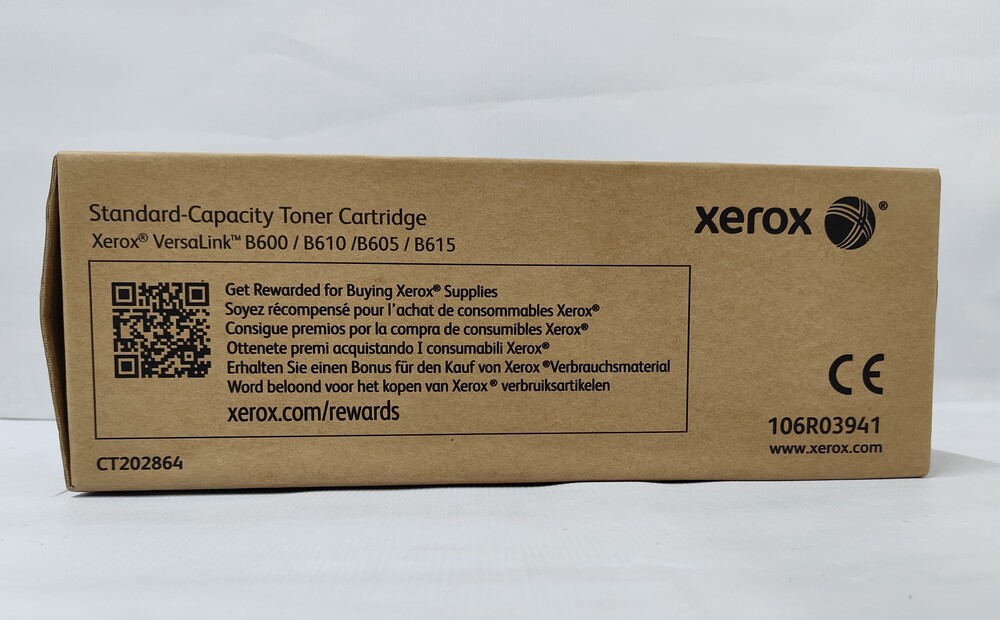 Standard-Capacity Toner Cartridge
Xerox® VersaLink™ B600 / B610 /B605 / B615
xerox ®
Get Rewarded for Buying Xerox® Supplies
Soyez récompensé pour l'achat de consommables Xerox®
Consigue premios por la compra de consumibles Xerox®
Ottenete premi acquistando I consumabili Xerox®
Erhalten Sie einen Bonus für den Kauf von Xerox ®Verbrauchsmaterial
Word beloond voor het kopen van Xerox ® verbruiksartikelen
xerox.com/rewards
CE
106R03941
www.xerox.com
CT202864